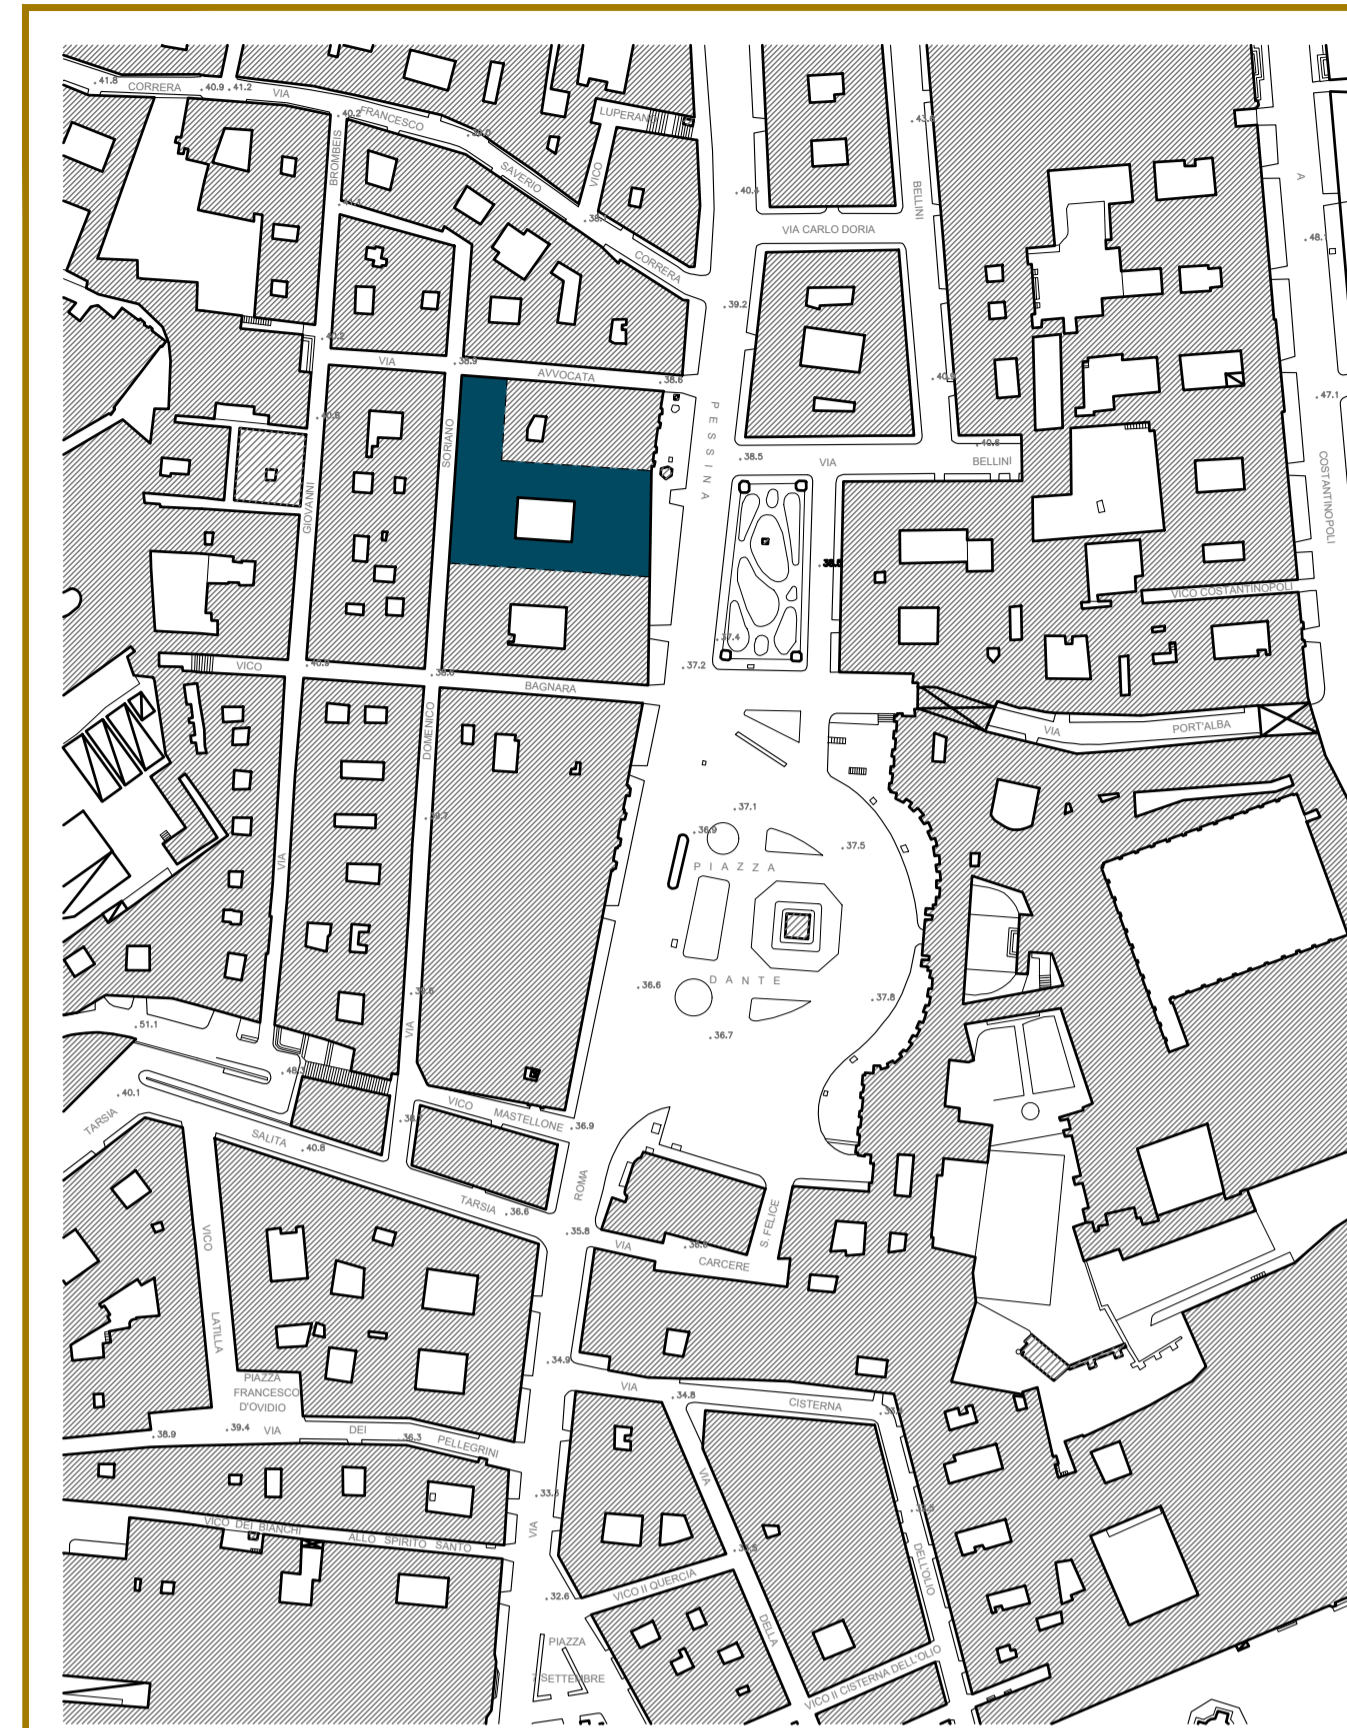 .41.8
CORRERA
.40.9
.41.2
VIA
.40.2
FRANCESCO
SAVERIO
LUPERANO
VICO
BROMBEIS
CORRERA
.40.4
VIA CARLO DORIA
BELLINI
A
.48.1
.39.2
.40.2
VIA
.38.9
AVVOCATA
.38.6
.47.1
PESSINA
SORIANO
GIOVANNI
.38.5
VIA
BELLINI
COSTANTINOPOLI
VICO COSTANTINOPOLI
.37.4
.37.2
VICO
.40.9
BAGNARA
DOMENICO
VIA
PORT'ALBA
.37.1
.36.9
.37.5
PIAZZA
VIA
DANTE
.36.6
.37.8
.36.7
VIA
.51.1
.40.1
TARSIA
SALITA
.40.8
VICO
MASTELLONE
.36.9
TARSIA
.36.6
ROMA
.35.8
VIA
CARCERE
S. FELICE
VICO
LATILLA
.34.9
PIAZZA
FRANCESCO
D'OVIDIO
.39.4
.38.9
VIA
DEI
.36.3
PELLEGRINI
VIA
.34.8
CISTERNA
VIA
VICO DEI BIANCHI
ALLO SPIRITO SANTO
VIA
DELL'OLIO
.32.6
VICO II QUERCIA
DELLA
PIAZZA
7 SETTEMBRE
VICO II CISTERNA DELL'OLIO